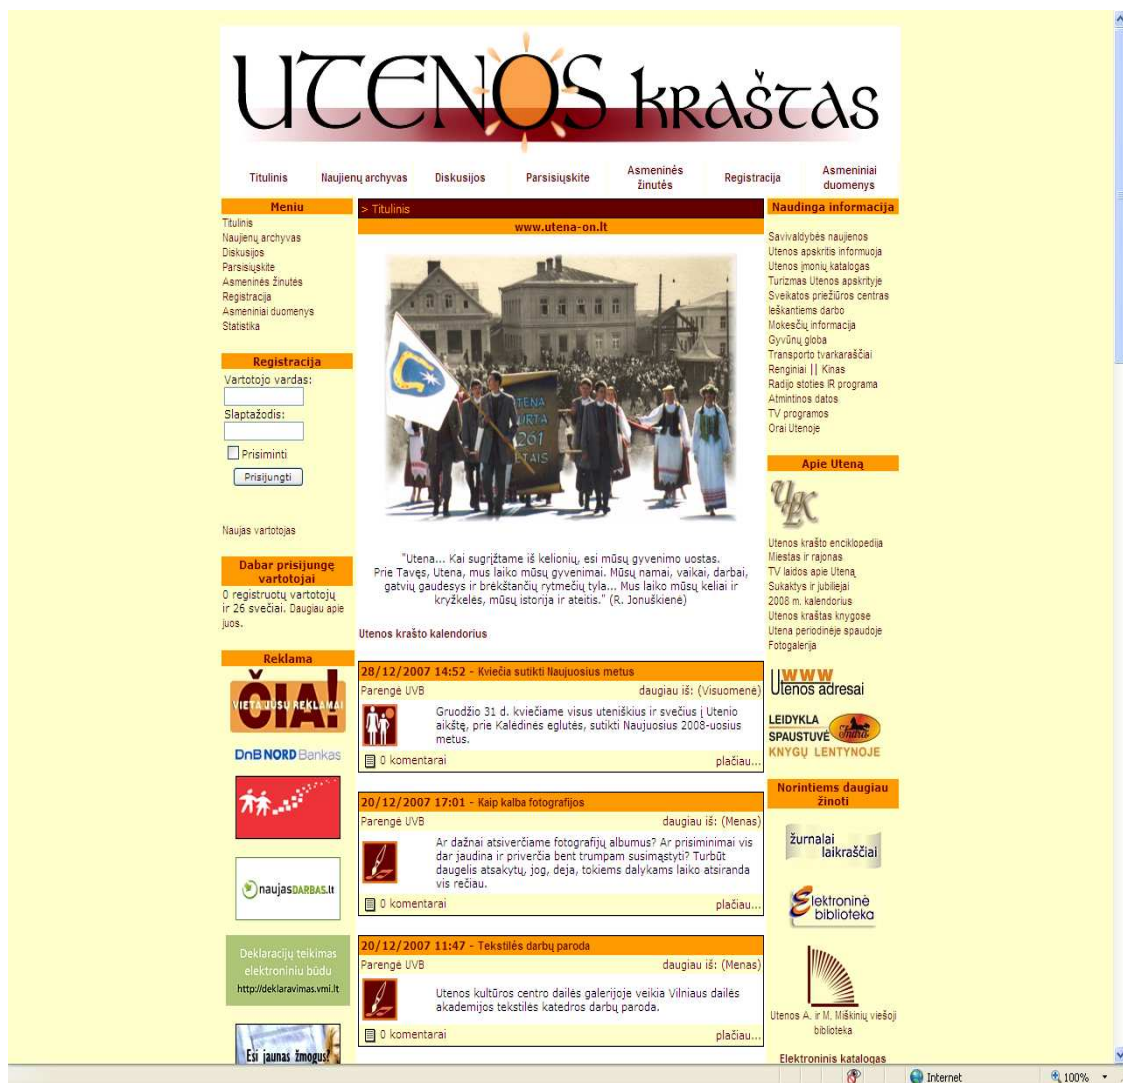 UTENOS kRAŠTAS
Titulinis
Naujienų archyvas
Diskusijos
Parsisiųskite
Asmeninės
žinutės
Registracija
Asmeniniai
duomenys
Meniu
Titulinis
Naujienų archyvas
Diskusijos
Parsisiųskite
Asmeninės žinutės
Registracija
Asmeniniai duomenys
Statistika
Registracija
Vartotojo vardas:
Slaptažodis:
Prisiminti
Prisijungti
Naujas vartotojas
Dabar prisijungę
vartotojai
0 registruotų vartotojų
ir 26 svečiai. Daugiau apie
juos.
Reklama
ČIA!
VIETA JŪSŲ REKLAMAI
DnB NORD Bankas
naujasDARBAS.lt
Deklaracijų teikimas
elektroniniu būdu
http://deklaravimas.vmi.lt
Esi jaunas žmogus?
> Titulinis
www.utena-on.lt
261
"Utena... Kai sugrįžtame iš kelionių, esi mūsų gyvenimo uostas.
Prie Tavęs, Utena, mus laiko mūsų gyvenimai. Mūsų namai, vaikai, darbai,
gatvių gaudesys ir brėkštančių rytmečių tyla... Mus laiko mūsų keliai ir
kryžkelės, mūsų istorija ir ateitis." (R. Jonuškienė)
Utenos krašto kalendorius
28/12/2007 14:52 - Kviečia sutikti Naujuosius metus
Parengė UVB daugiau iš: (Visuomenė)
Gruodžio 31 d. kviečiame visus uteniškius ir svečius į Utenio
aikštę, prie Kalėdinės eglutės, sutikti Naujuosius 2008-uosius
metus.
0 komentarai plačiau...
20/12/2007 17:01 - Kaip kalba fotografijos
Parengė UVB daugiau iš: (Menas)
Ar dažnai atsiverčiame fotografijų albumus? Ar prisiminimai vis
dar jaudina ir priverčia bent trumpam susimąstyti? Turbūt
daugelis atsakytų, jog, deja, tokiems dalykams laiko atsiranda
vis rečiau.
0 komentarai plačiau...
20/12/2007 11:47 - Tekstilės darbų paroda
Parengė UVB daugiau iš: (Menas)
Utenos kultūros centro dailės galerijoje veikia Vilniaus dailės
akademijos tekstilės katedros darbų paroda.
0 komentarai plačiau...
Naudinga informacija
Savivaldybės naujienos
Utenos apskritis informuoja
Utenos įmonių katalogas
Turizmas Utenos apskrityje
Sveikatos priežiūros centras
Ieškantiems darbo
Mokesčių informacija
Gyvūnų globa
Transporto tvarkaraščiai
Renginiai || Kinas
Radijo stoties IR programa
Atmintinos datos
TV programos
Orai Utenoje
Apie Uteną
UEK
Utenos krašto enciklopedija
Miestas ir rajonas
TV laidos apie Uteną
Sukaktys ir jubiliejai
2008 m. kalendorius
Utenos kraštas knygose
Utena periodinėje spaudoje
Fotogalerija
WWW
Utenos adresai
LEIDYKLA
SPAUSTUVĖ Indra
KNYGŲ LENTYNOJE
Norintiems daugiau
žinoti
žurnalai
laikraščiai
Elektroninė
biblioteka
Utenos A. ir M. Miškinių viešoji
biblioteka
Elektroninis katalogas
Internet
100%